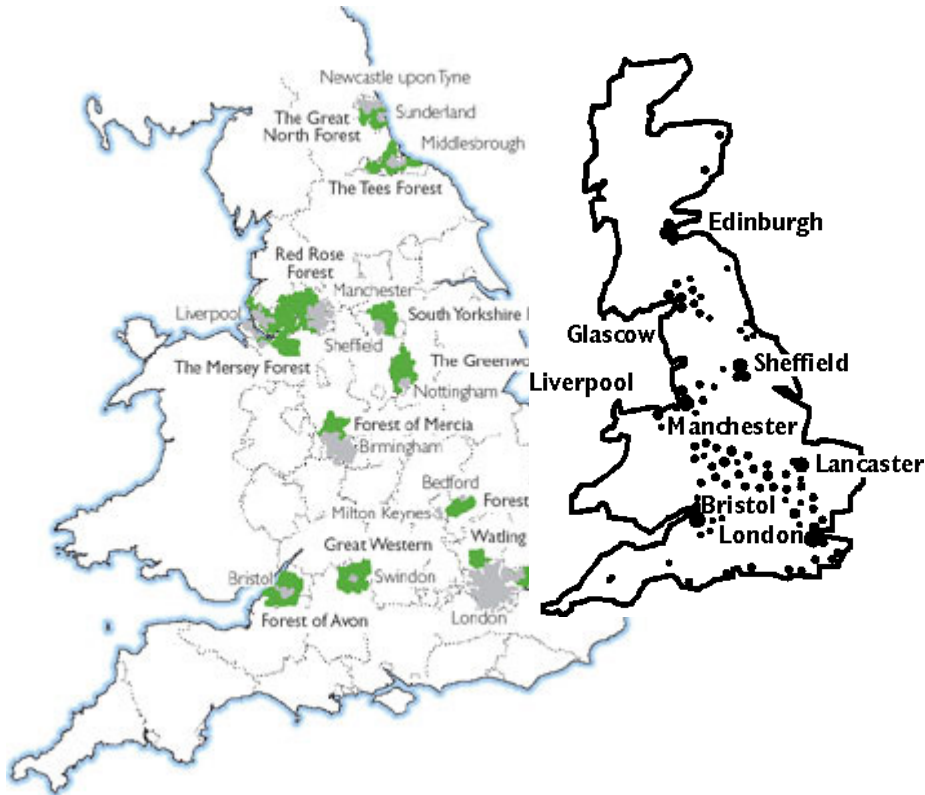 Newcastle upon Tyne
Sunderland
The Great
North Forest
Middlesbrough
The Tees Forest
Red Rose
Forest
Manchester
Liverpool
South Yorkshire
Sheffield
The Mersey Forest
The Greenwo
Nottingham
Forest of Mercia
Birmingham
Bedford
Forest
Milton Keynes
Great Western
Watling
Bristol
Swindon
Forest of Avon
London
Edinburgh
Glascow
Sheffield
Liverpool
Manchester
Lancaster
Bristol
London